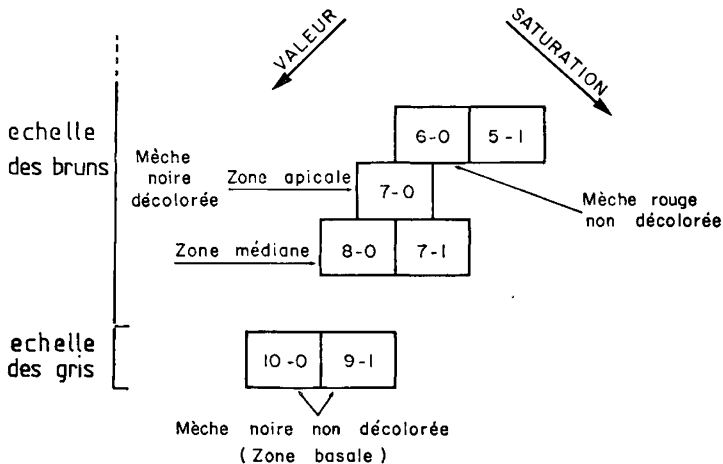 VALEUR
SATURATION
echelle
des bruns
6-0 5-1
Mèche
noire
décolorée
Zone apicale
7-0
Mèche rouge
non décolorée
Zone médiane
8-0 7-1
echelle
des gris
10-0 9-1
Mèche noire non décolorée
(Zone basale)